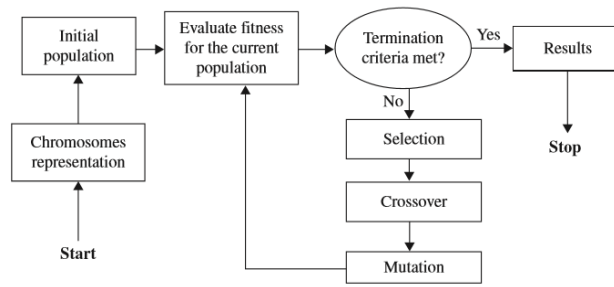 Initial
population
Evaluate fitness
for the current
population
Termination
criteria met?
Yes
Results
No
Chromosomes
representation
Selection
Stop
Crossover
Start
Mutation